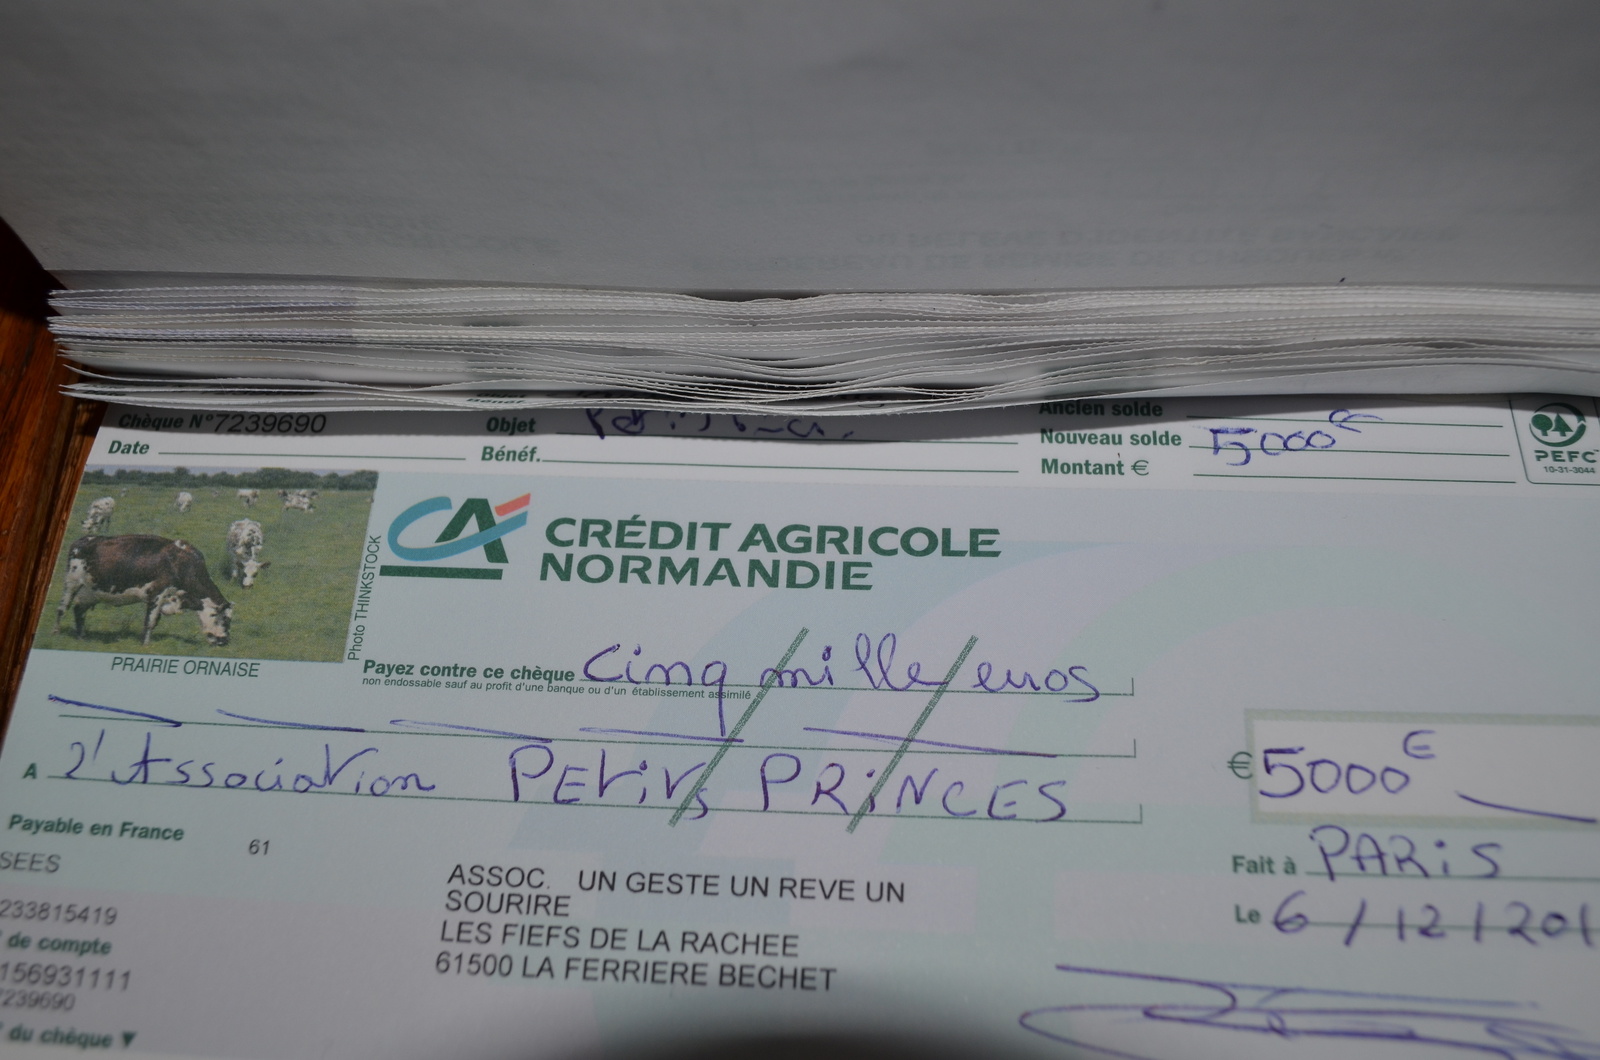 Chèque N°7239690
Objet
Ancien solde
Date
Bénéf.
Nouveau solde 5000€
Montant €
PEFC
10-31-3044
CRÉDIT AGRICOLE
NORMANDIE
Photo THINKSTOCK
PRAIRIE ORNAISE
Payez contre ce chèque Cinq mille euros
non endossable sauf au profit d'une banque ou d'un établissement assimilé
A l'Association PETITS PRINCES
€ 5000€
Payable en France
61
Fait à PARIS
SEES
ASSOC. UN GESTE UN REVE UN
SOURIRE
Le 6/12/201
233815419
LES FIEFS DE LA RACHEE
de compte
61500 LA FERRIERE BECHET
156931111
7239690
du chèque ▼